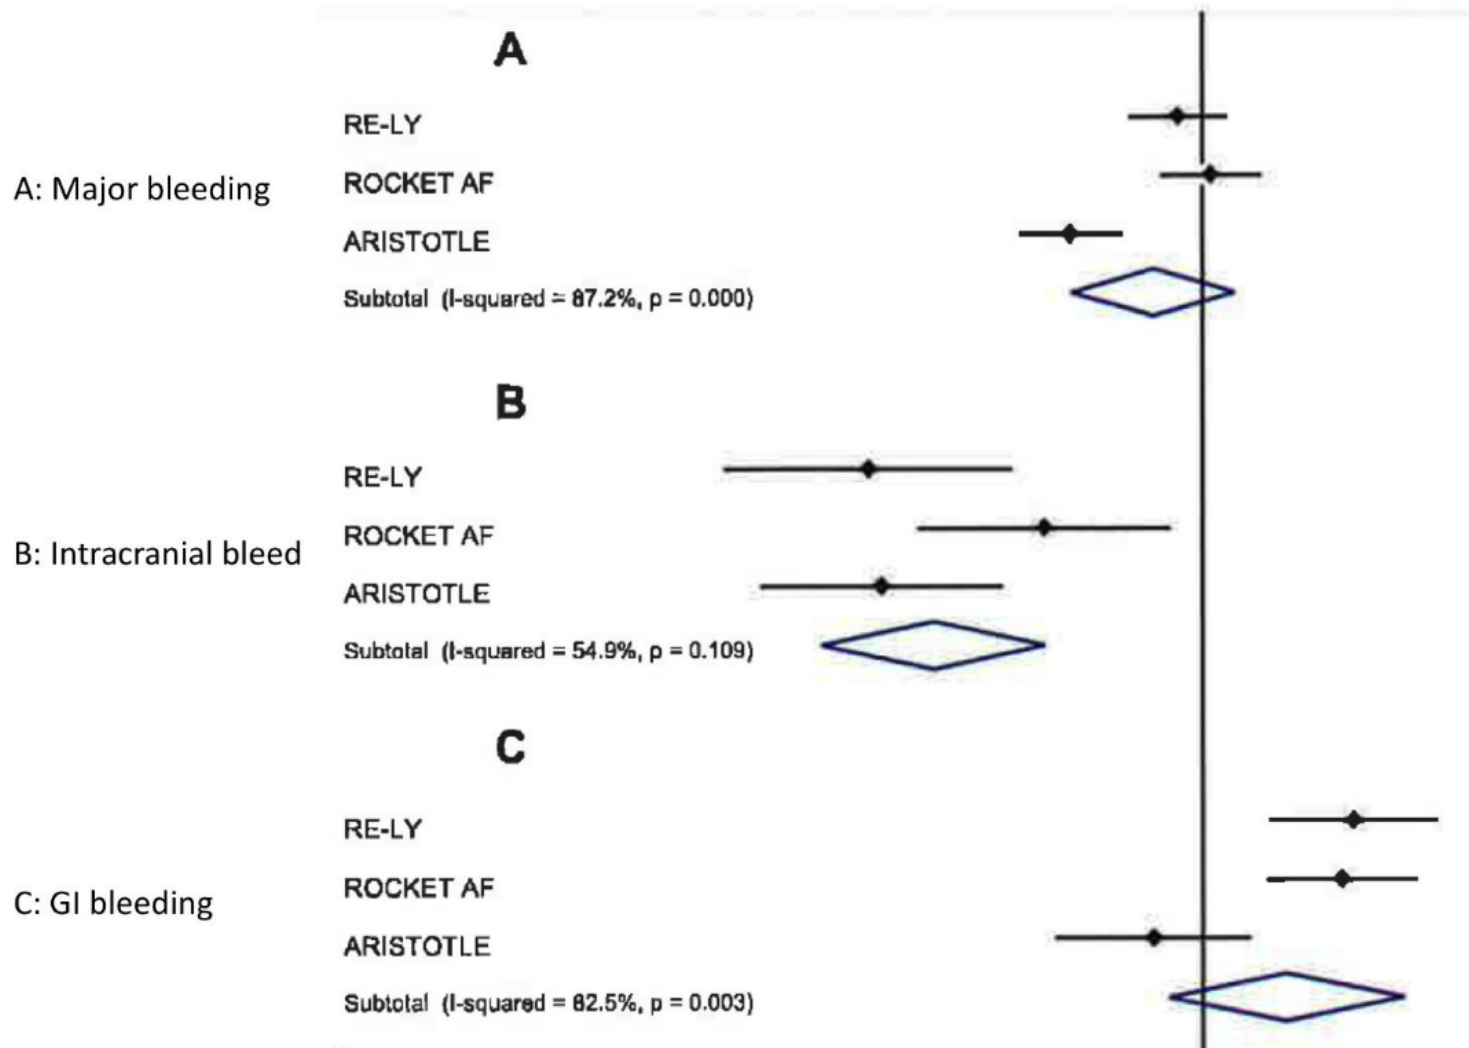 A
RE-LY
ROCKET AF
A: Major bleeding
ARISTOTLE
Subtotal (I-squared = 87.2%, p = 0.000)
B
RE-LY
ROCKET AF
B: Intracranial bleed
ARISTOTLE
Subtotal (I-squared = 54.9%, p = 0.109)
C
RE-LY
ROCKET AF
C: GI bleeding
ARISTOTLE
Subtotal (I-squared = 82.5%, p = 0.003)